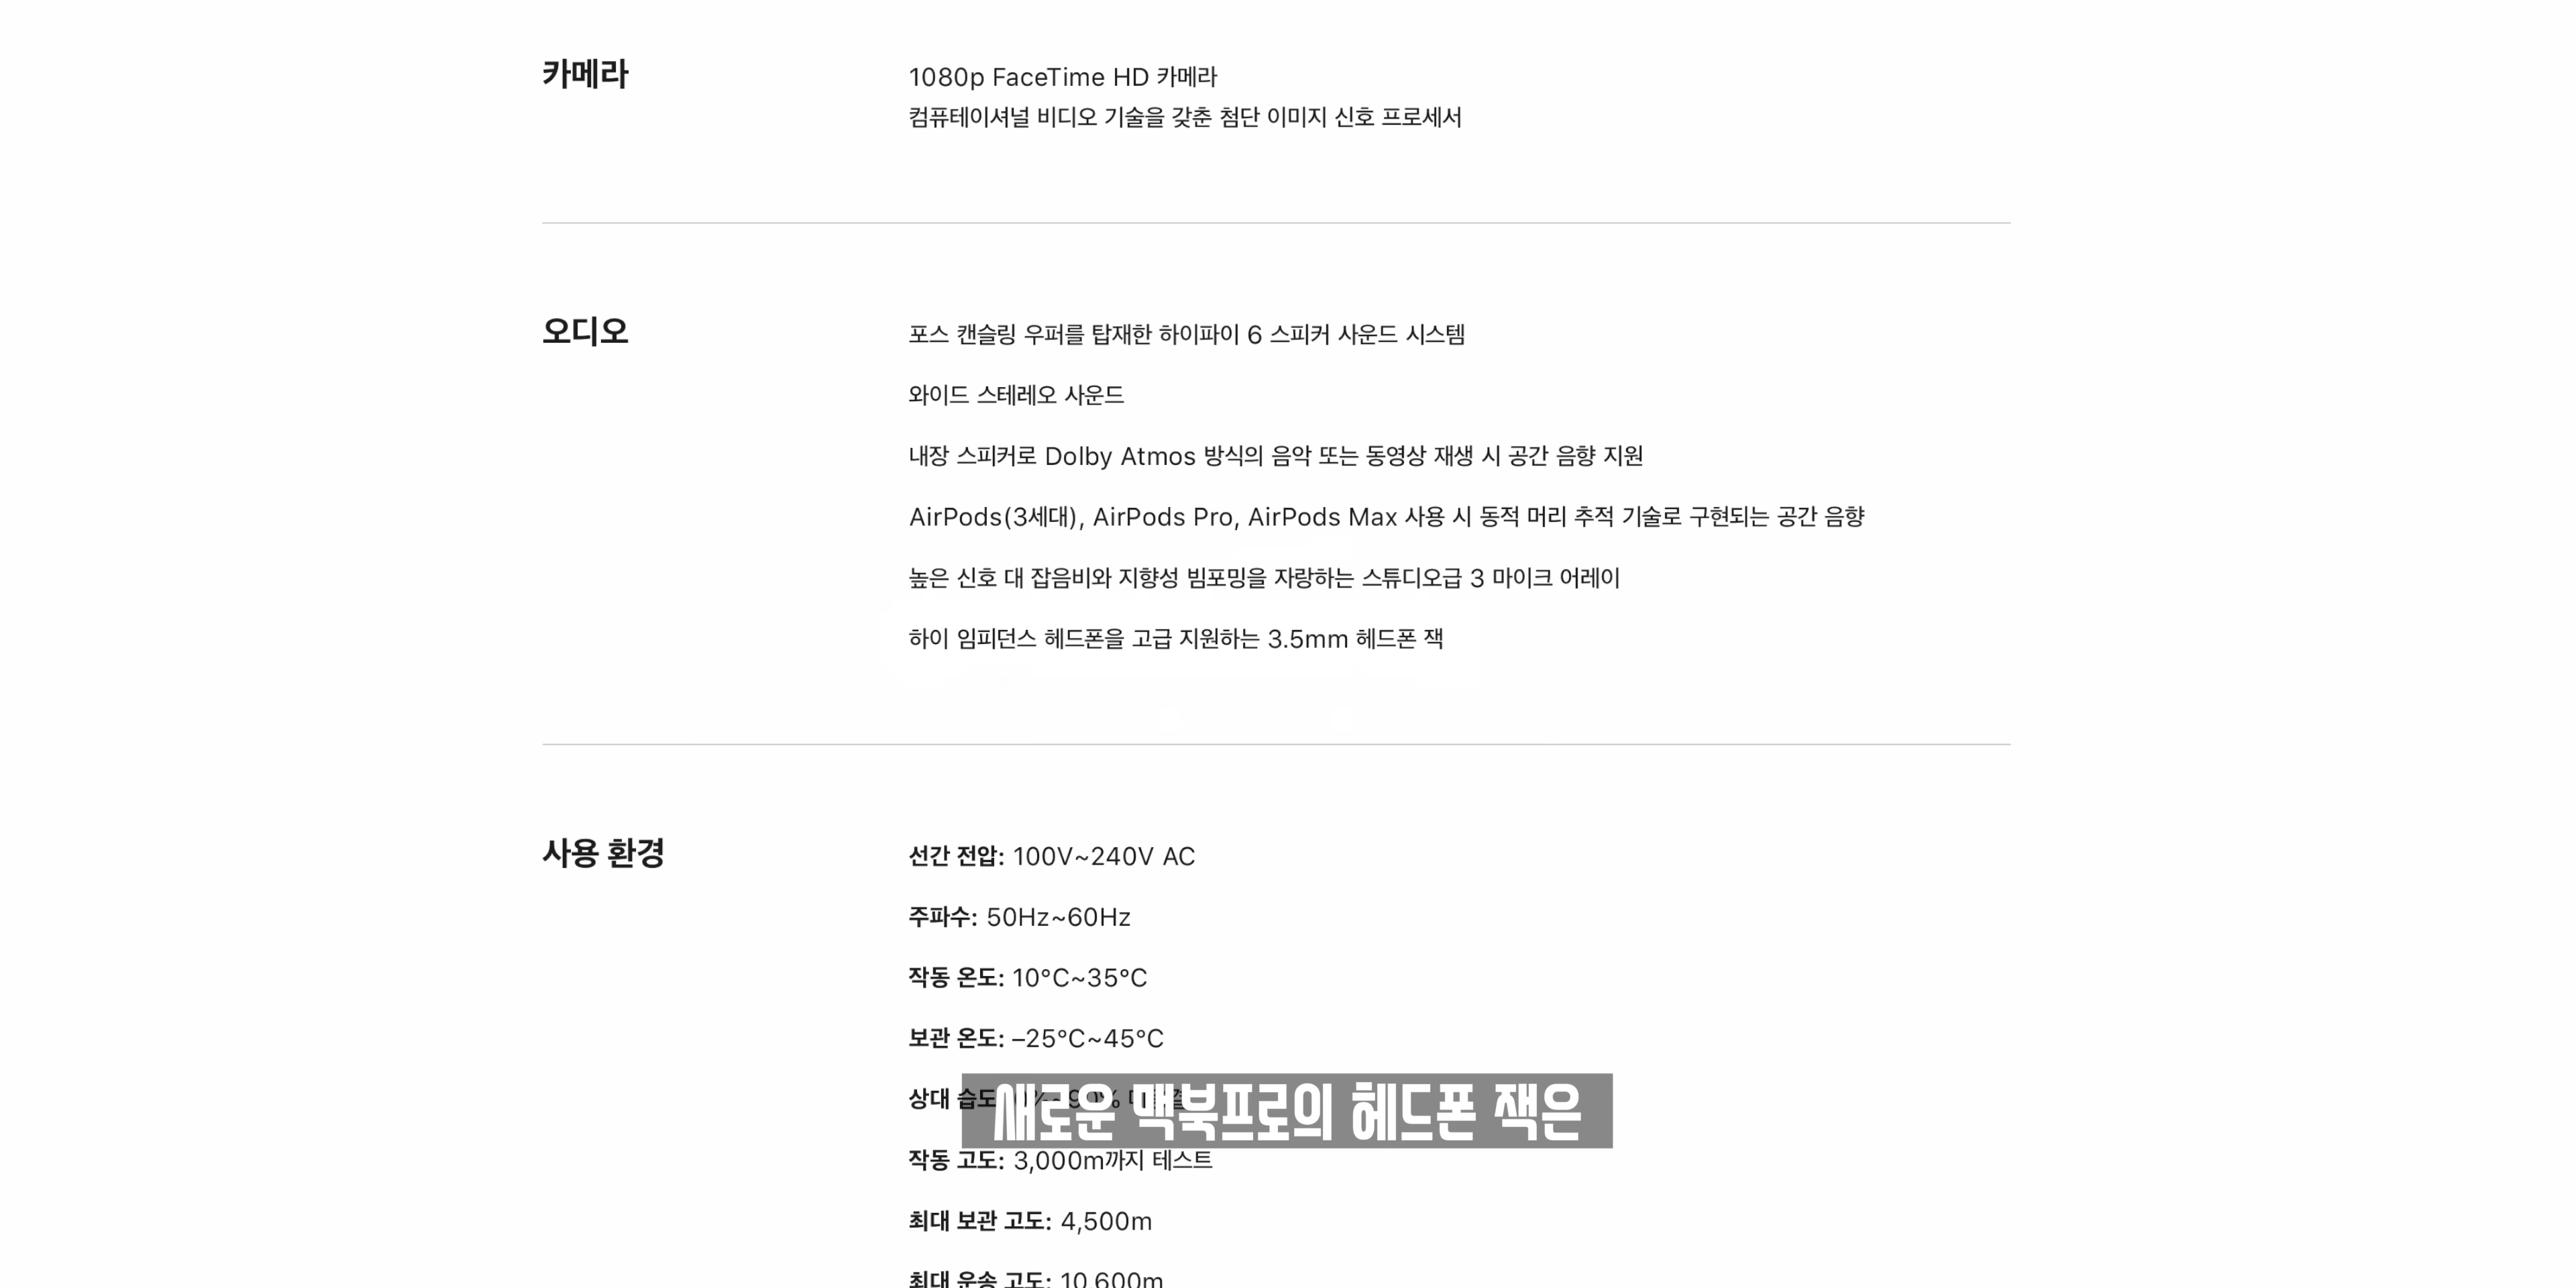 카메라
1080p FaceTime HD 카메라
컴퓨테이셔널 비디오 기술을 갖춘 첨단 이미지 신호 프로세서
오디오
포스 캔슬링 우퍼를 탑재한 하이파이 6 스피커 사운드 시스템
와이드 스테레오 사운드
내장 스피커로 Dolby Atmos 방식의 음악 또는 동영상 재생 시 공간 음향 지원
AirPods(3세대), AirPods Pro, AirPods Max 사용 시 동적 머리 추적 기술로 구현되는 공간 음향
높은 신호 대 잡음비와 지향성 빔포밍을 자랑하는 스튜디오급 3 마이크 어레이
하이 임피던스 헤드폰을 고급 지원하는 3.5mm 헤드폰 잭
사용 환경
선간 전압: 100V~240V AC
주파수: 50Hz~60Hz
작동 온도: 10°C~35°C
보관 온도: –25°C~45°C
상대 습도
새로운 맥북프로의 헤드폰 잭은
작동 고도: 3,000m까지 테스트
최대 보관 고도: 4,500m
최대 운송 고도: 10,600m